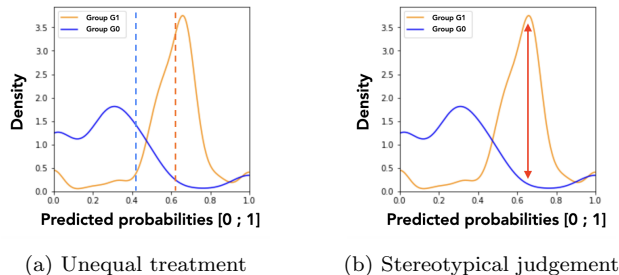 Group G1
Group G0
Density
3.5
3.0
2.5
2.0
1.5
1.0
0.5
0.0
0.0 0.2 0.4 0.6 0.8 1.0
Predicted probabilities [0 ; 1]
(a) Unequal treatment
Group G1
Group G0
Density
3.5
3.0
2.5
2.0
1.5
1.0
0.5
0.0
0.0 0.2 0.4 0.6 0.8 1.0
Predicted probabilities [0 ; 1]
(b) Stereotypical judgement